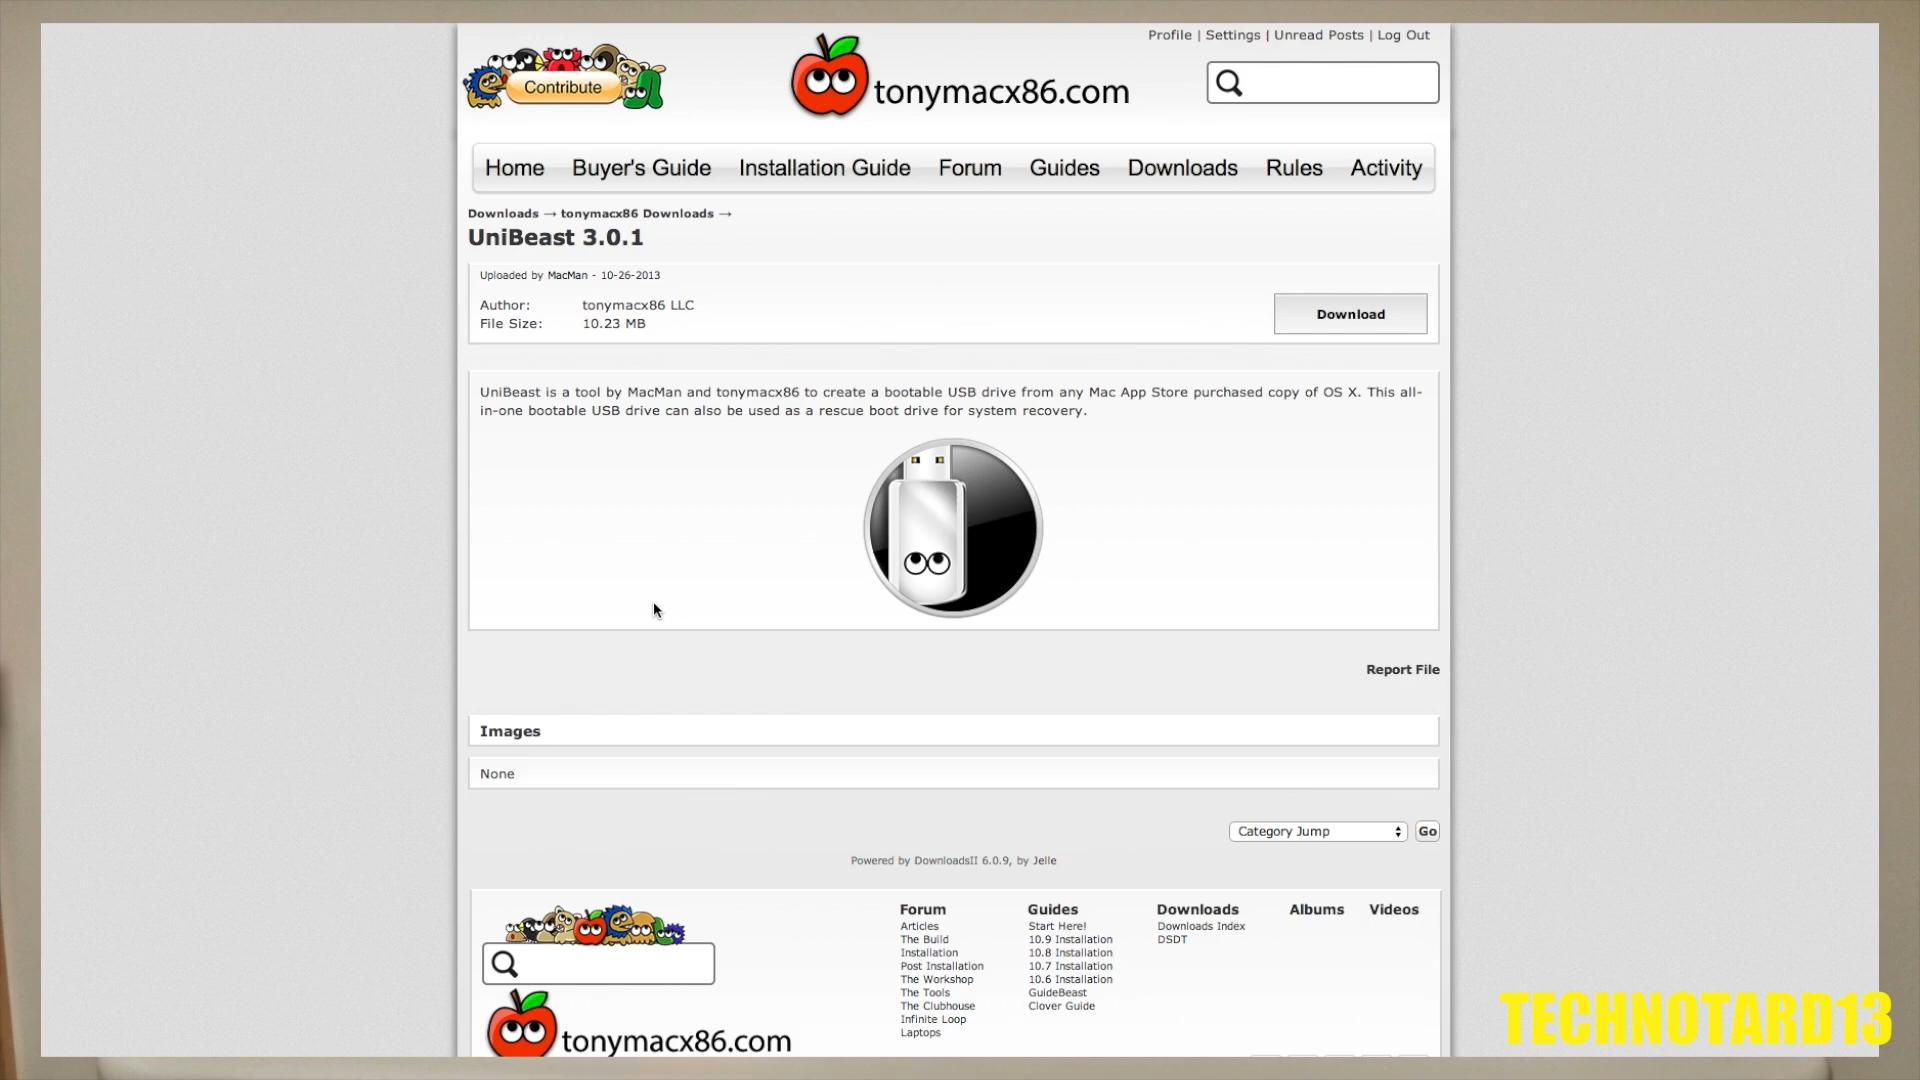 Profile | Settings | Unread Posts | Log Out
Contribute
tonymacx86.com
Home Buyer's Guide Installation Guide Forum Guides Downloads Rules Activity
Downloads → tonymacx86 Downloads →
UniBeast 3.0.1
Uploaded by MacMan - 10-26-2013
Author: tonymacx86 LLC
File Size: 10.23 MB
Download
UniBeast is a tool by MacMan and tonymacx86 to create a bootable USB drive from any Mac App Store purchased copy of OS X. This all-
in-one bootable USB drive can also be used as a rescue boot drive for system recovery.
Report File
Images
None
Category Jump Go
Powered by DownloadsII 6.0.9, by Jelle
Forum Guides Downloads Albums Videos
Articles Start Here! Downloads Index
The Build 10.9 Installation DSDT
Installation 10.8 Installation
Post Installation 10.7 Installation
The Workshop 10.6 Installation
The Tools GuideBeast
The Clubhouse Clover Guide
Infinite Loop
Laptops
tonymacx86.com
TECHNOTARD13